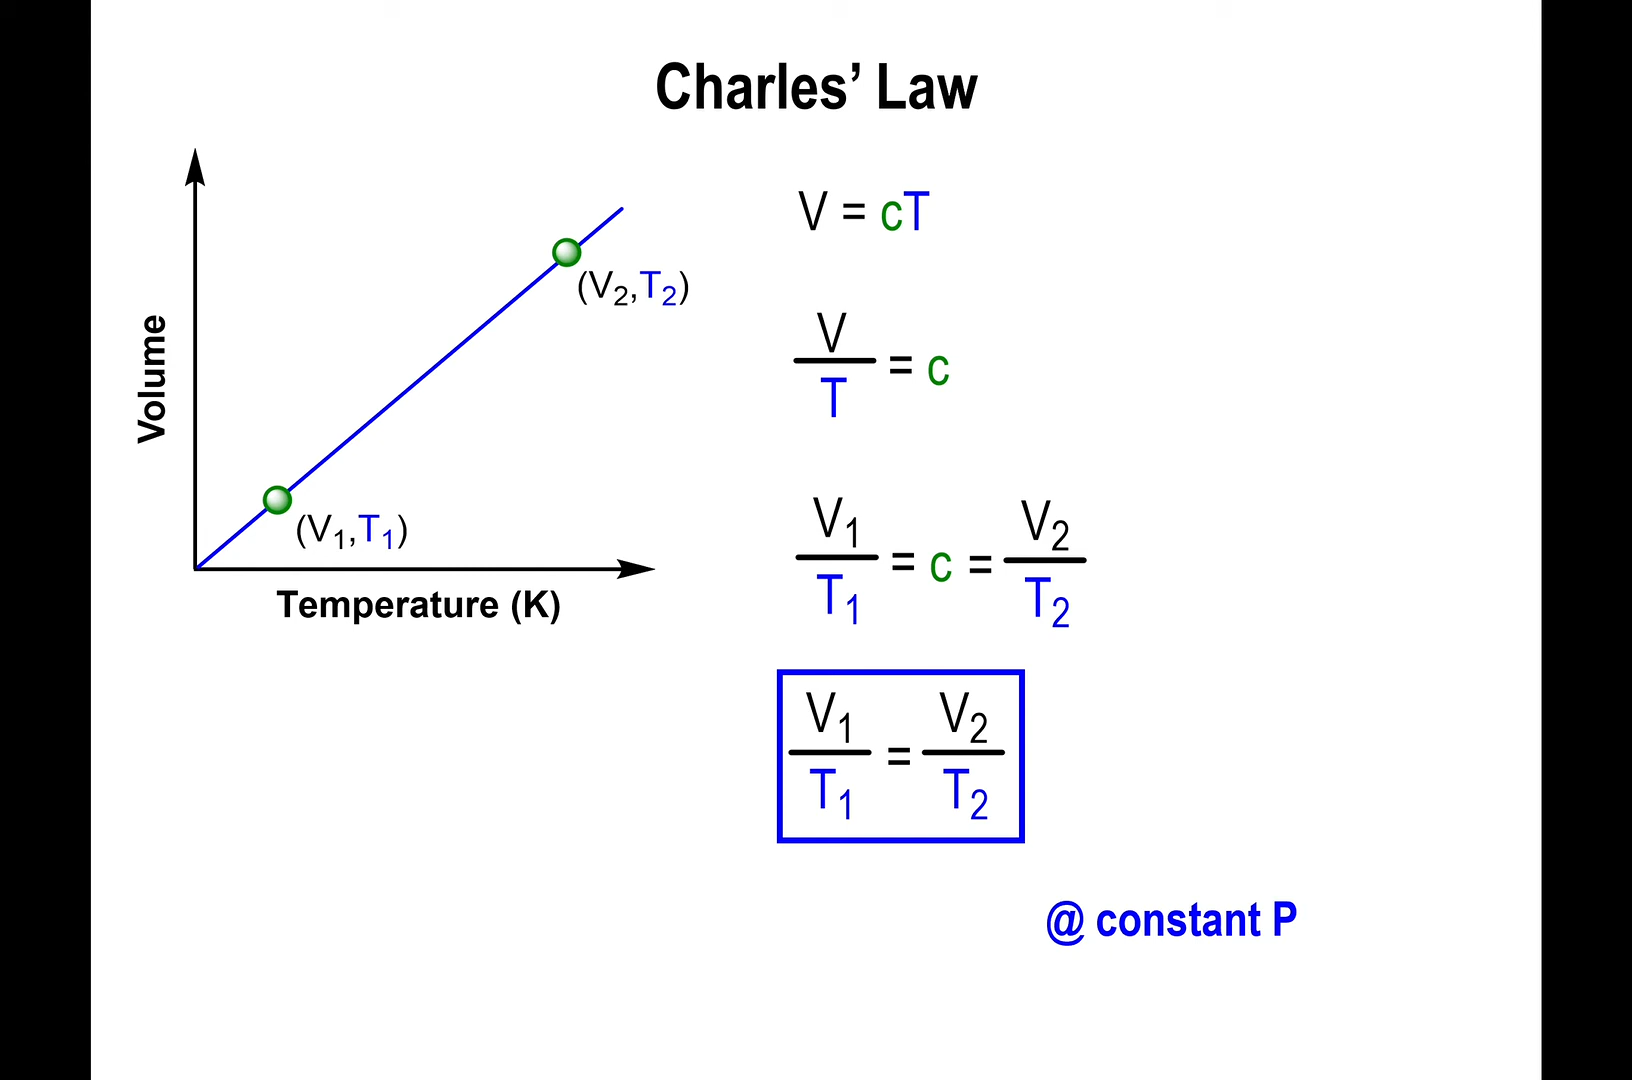 Charles’ Law
Volume
(V₂,T₂)
(V₁,T₁)
Temperature (K)
V = cT
V/T = c
V₁/T₁ = c = V₂/T₂
V₁/T₁ = V₂/T₂
@ constant P